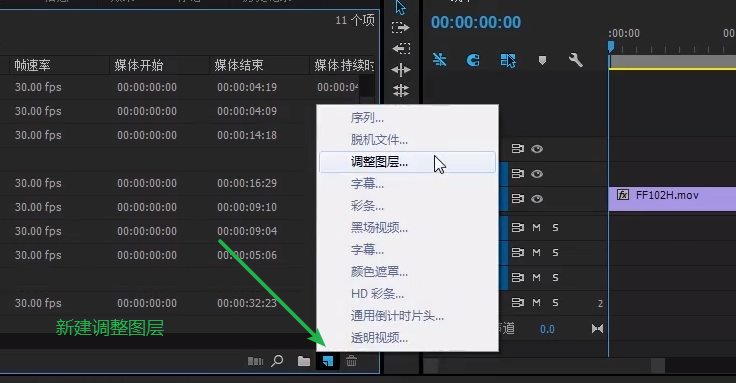 11 个项
帧速率 媒体开始 媒体结束 媒体持续时
30.00 fps 00:00:00:00 00:00:04:19 00:00:04
30.00 fps 00:00:00:00 00:00:04:09
30.00 fps 00:00:00:00 00:00:14:18
30.00 fps 00:00:00:00 00:00:16:29
30.00 fps 00:00:00:00 00:00:09:10
30.00 fps 00:00:00:00 00:00:09:04
30.00 fps 00:00:00:00 00:00:05:06
30.00 fps 00:00:00:00 00:00:32:23
新建调整图层
序列...
脱机文件...
调整图层...
字幕...
彩条...
黑场视频...
字幕...
颜色遮罩...
HD 彩条...
通用倒计时片头...
透明视频...
00:00:00:00
:00:00 00
fx FF102H.mov
M S
M S
M S
M S 2
声道 0.0